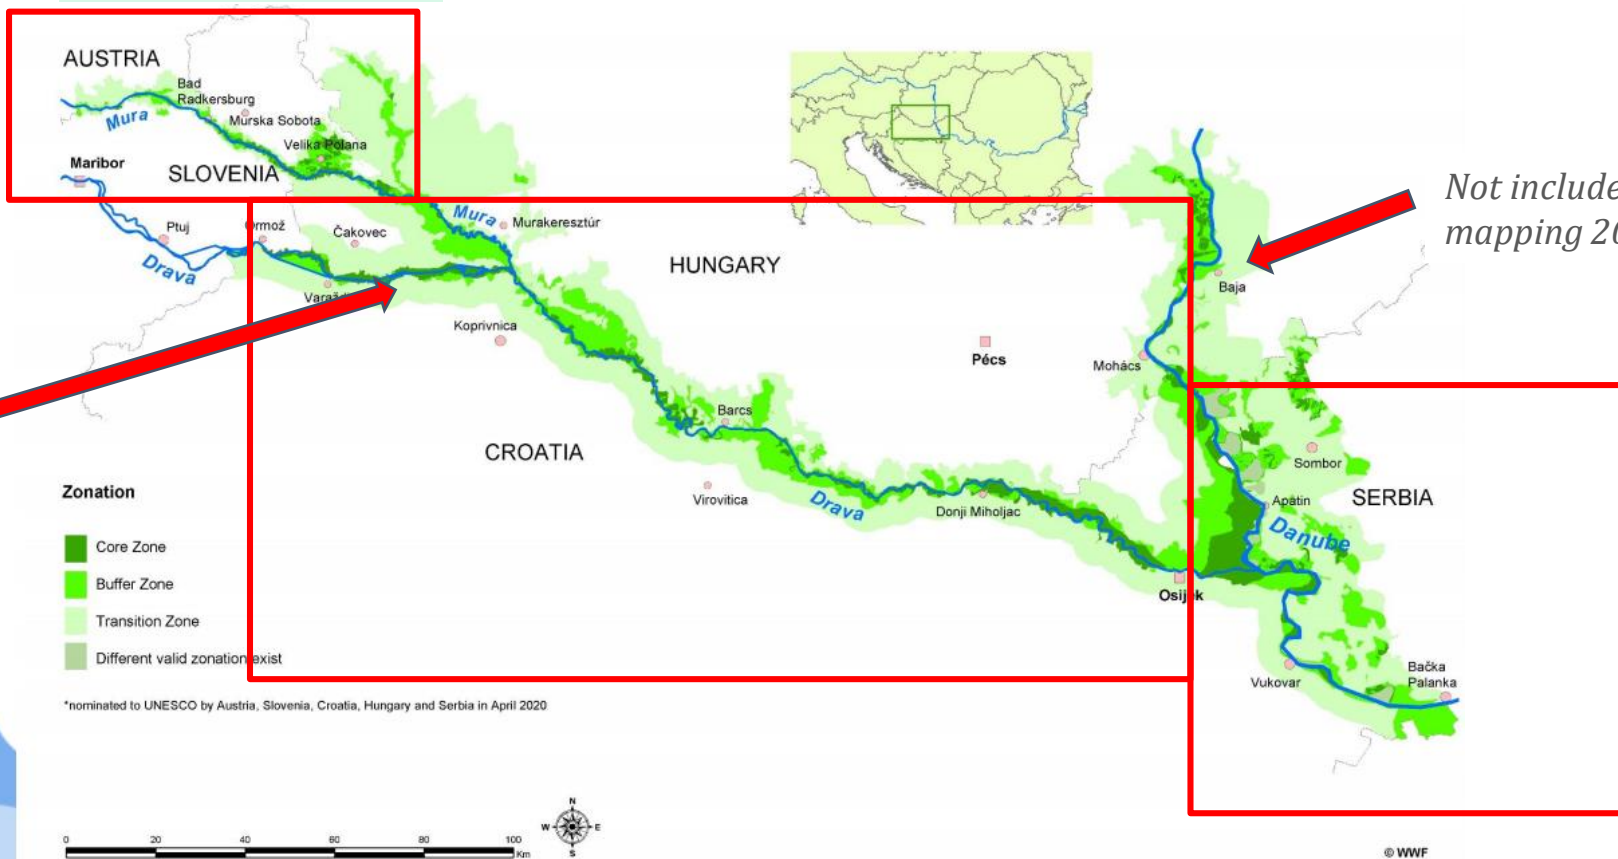 AUSTRIA
Bad
Radkersburg
Mura
Murska Sobota
Velika Polana
Maribor
SLOVENIA
Ptuj
Ormož
Čakovec
Mura
Murakeresztúr
Drava
HUNGARY
Koprivnica
Pécs
Baja
Mohács
Not include
mapping 20
Barcs
CROATIA
Virovitica
Drava
Donji Miholjac
Sombor
Apatin
SERBIA
Danube
Osijek
Vukovar
Bačka
Palanka
Zonation
Core Zone
Buffer Zone
Transition Zone
Different valid zonation exist
*nominated to UNESCO by Austria, Slovenia, Croatia, Hungary and Serbia in April 2020
N
W E
S
0 20 40 60 80 100
Km
© WWF